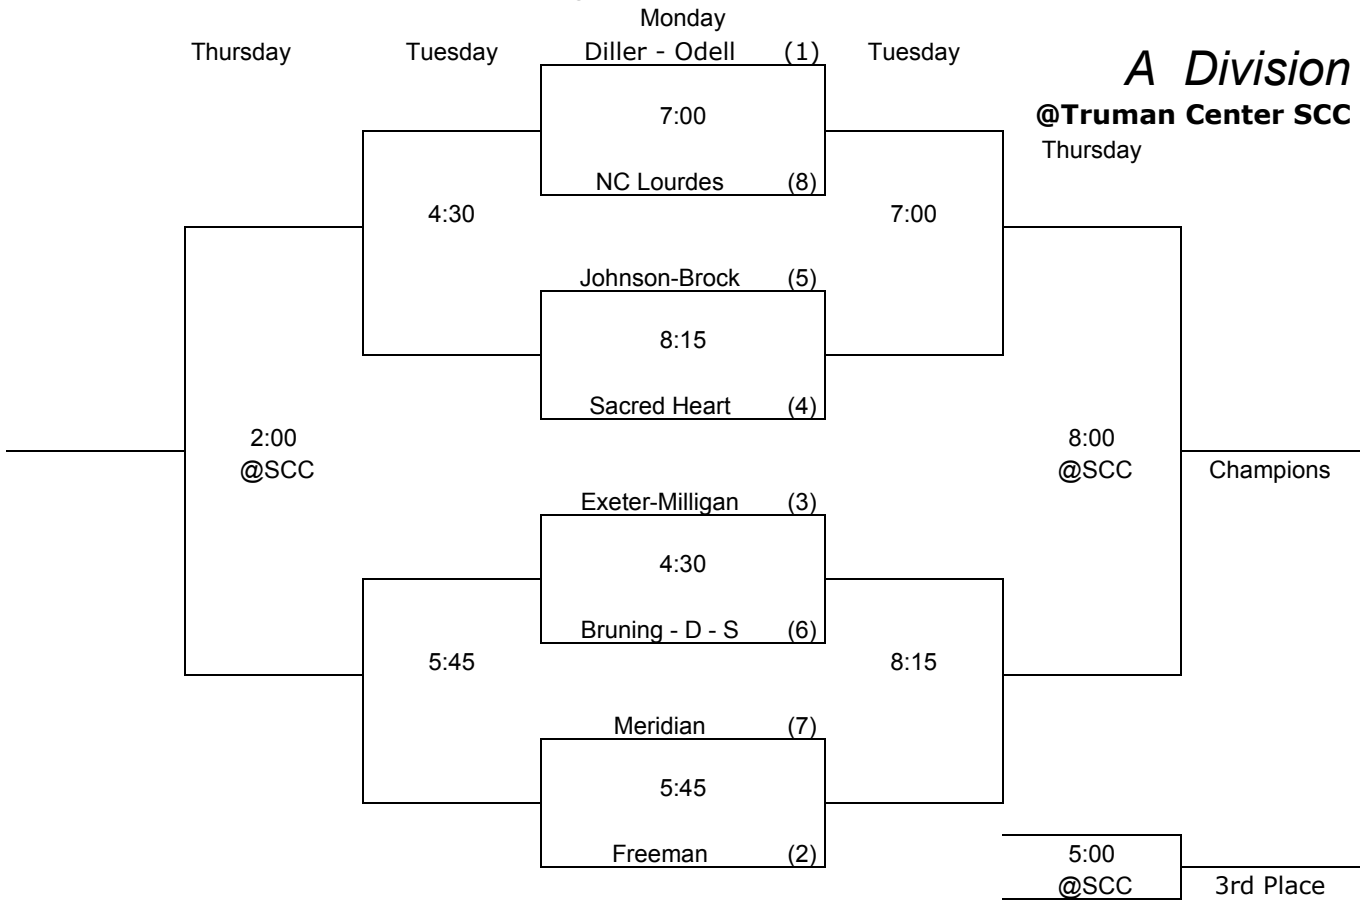 Monday
Thursday Tuesday Diller - Odell (1) Tuesday
A Division
7:00
@Truman Center SCC
Thursday
NC Lourdes (8)
4:30 7:00
Johnson-Brock (5)
8:15
Sacred Heart (4)
2:00 8:00
@SCC @SCC Champions
Exeter-Milligan (3)
4:30
Bruning - D - S (6)
5:45 8:15
Meridian (7)
5:45
Freeman (2) 5:00
@SCC 3rd Place